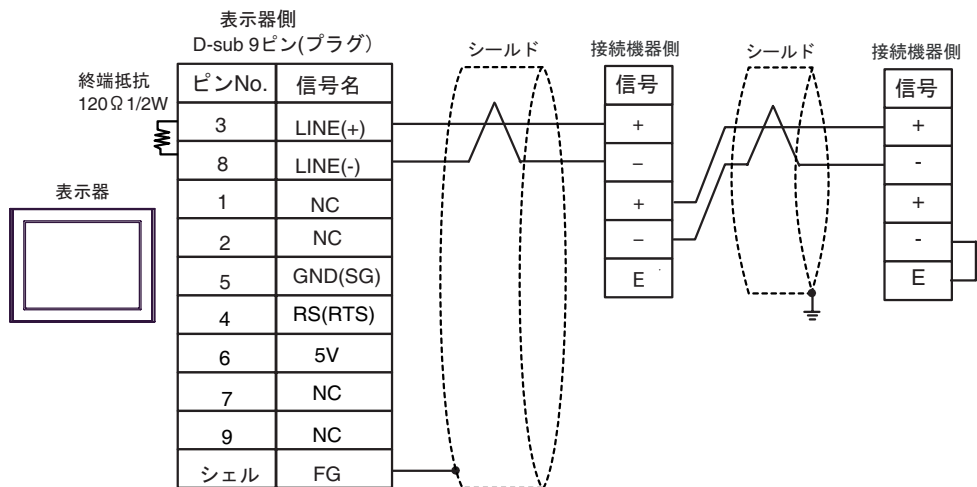 表示器側
D-sub 9ピン(プラグ)
シールド
接続機器側
シールド
接続機器側
終端抵抗
120Ω1/2W
表示器
ピンNo. 信号名
3 LINE(+)
8 LINE(-)
1 NC
2 NC
5 GND(SG)
4 RS(RTS)
6 5V
7 NC
9 NC
シェル FG
信号
+
−
+
−
E
信号
+
-
+
-
E